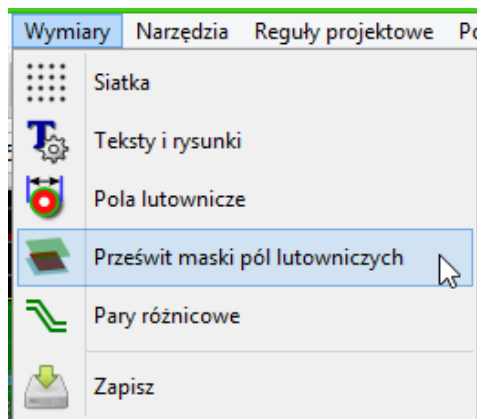 Wymiary Narzędzia Reguły projektowe
Siatka
Teksty i rysunki
Pola lutownicze
Prześwit maski pól lutowniczych
Pary różnicowe
Zapisz